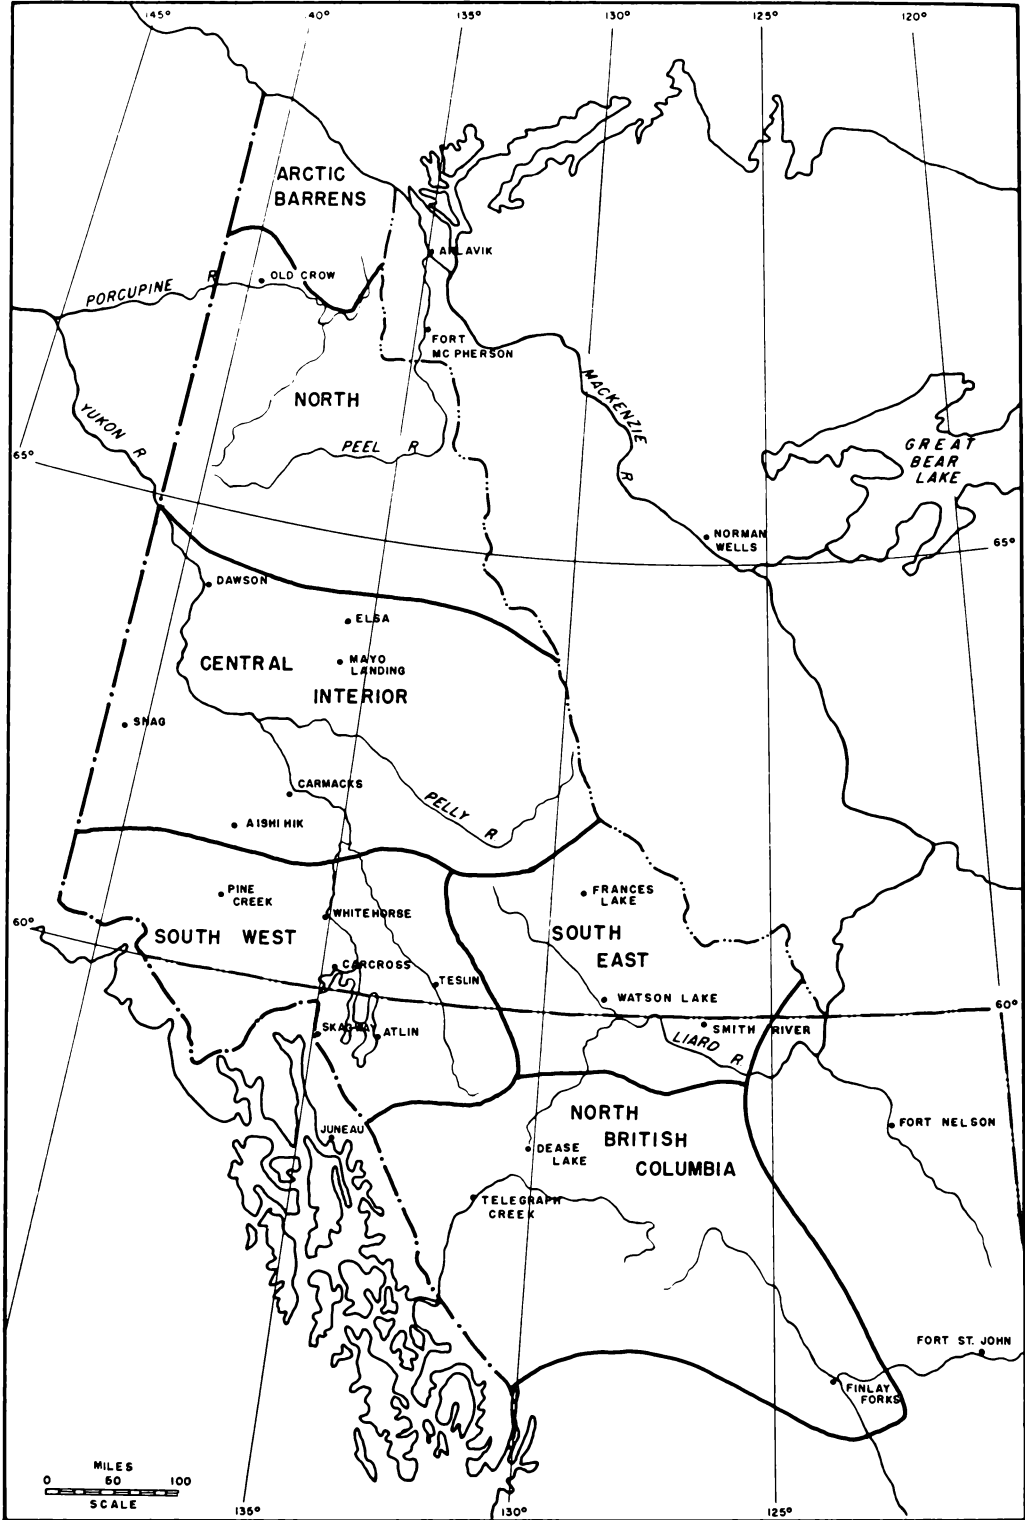 145° 140° 135° 130° 125° 120°
ARCTIC
BARRENS
AKLAVIK
OLD CROW
PORCUPINE R
FORT
MC PHERSON
NORTH
MACKENZIE R
YUKON R
PEEL R
GREAT
BEAR
LAKE
65°
NORMAN
WELLS
65°
DAWSON
ELSA
CENTRAL
MAYO
LANDING
INTERIOR
SNAG
CARMACKS
PELLY R
AISHIHIK
PINE
CREEK
FRANCES
LAKE
WHITEHORSE
60°
SOUTH WEST
SOUTH
EAST
CARCROSS
TESLIN
WATSON LAKE
60°
SKAGWAY
ATLIN
SMITH RIVER
LIARD R
NORTH
BRITISH
COLUMBIA
FORT NELSON
JUNEAU
DEASE
LAKE
TELEGRAPH
CREEK
FORT ST. JOHN
FINLAY
FORKS
MILES
0 50 100
SCALE
135° 130° 125°